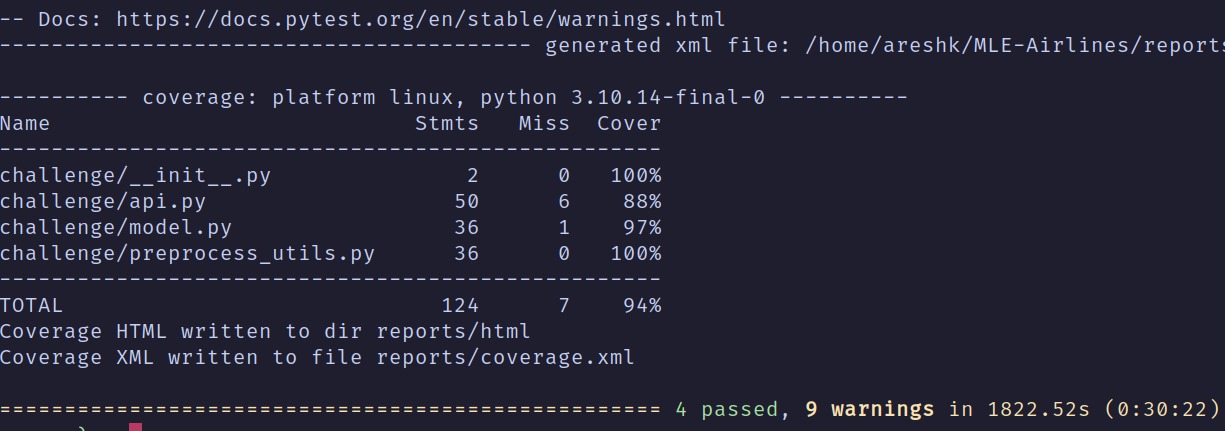 -- Docs: https://docs.pytest.org/en/stable/warnings.html
----------------------------------------- generated xml file: /home/areshk/MLE-Airlines/reports
---------- coverage: platform linux, python 3.10.14-final-0 ----------
Name Stmts Miss Cover
---------------------------------------------------
challenge/__init__.py 2 0 100%
challenge/api.py 50 6 88%
challenge/model.py 36 1 97%
challenge/preprocess_utils.py 36 0 100%
---------------------------------------------------
TOTAL 124 7 94%
Coverage HTML written to dir reports/html
Coverage XML written to file reports/coverage.xml
=================================================== 4 passed, 9 warnings in 1822.52s (0:30:22)